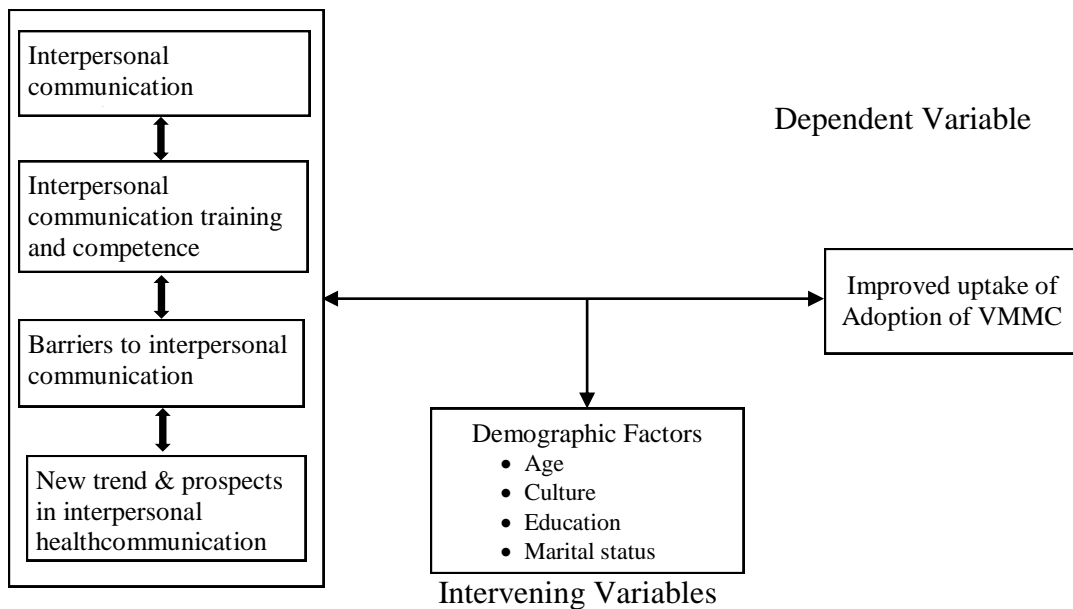 Interpersonal
communication
Interpersonal
communication training
and competence
Barriers to interpersonal
communication
New trend & prospects
in interpersonal
healthcommunication
Dependent Variable
Improved uptake of
Adoption of VMMC
Demographic Factors
• Age
• Culture
• Education
• Marital status
Intervening Variables